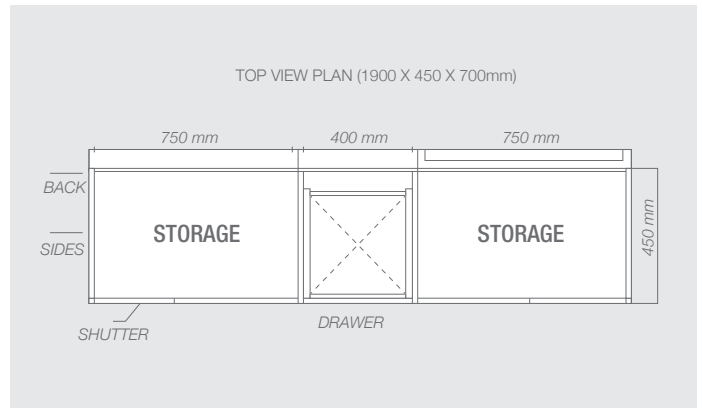 TOP VIEW PLAN (1900 X 450 X 700mm)
750 mm
400 mm
750 mm
BACK
STORAGE
STORAGE
SIDES
450 mm
SHUTTER
DRAWER